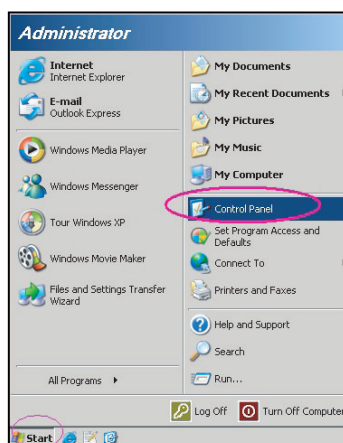 Administrator
Internet
Internet Explorer
E-mail
Outlook Express
Windows Media Player
Windows Messenger
Tour Windows XP
Windows Movie Maker
Files and Settings Transfer
Wizard
All Programs
My Documents
My Recent Documents
My Pictures
My Music
My Computer
Control Panel
Set Program Access and
Defaults
Connect To
Printers and Faxes
Help and Support
Search
Run...
Log Off
Turn Off Computer
Start